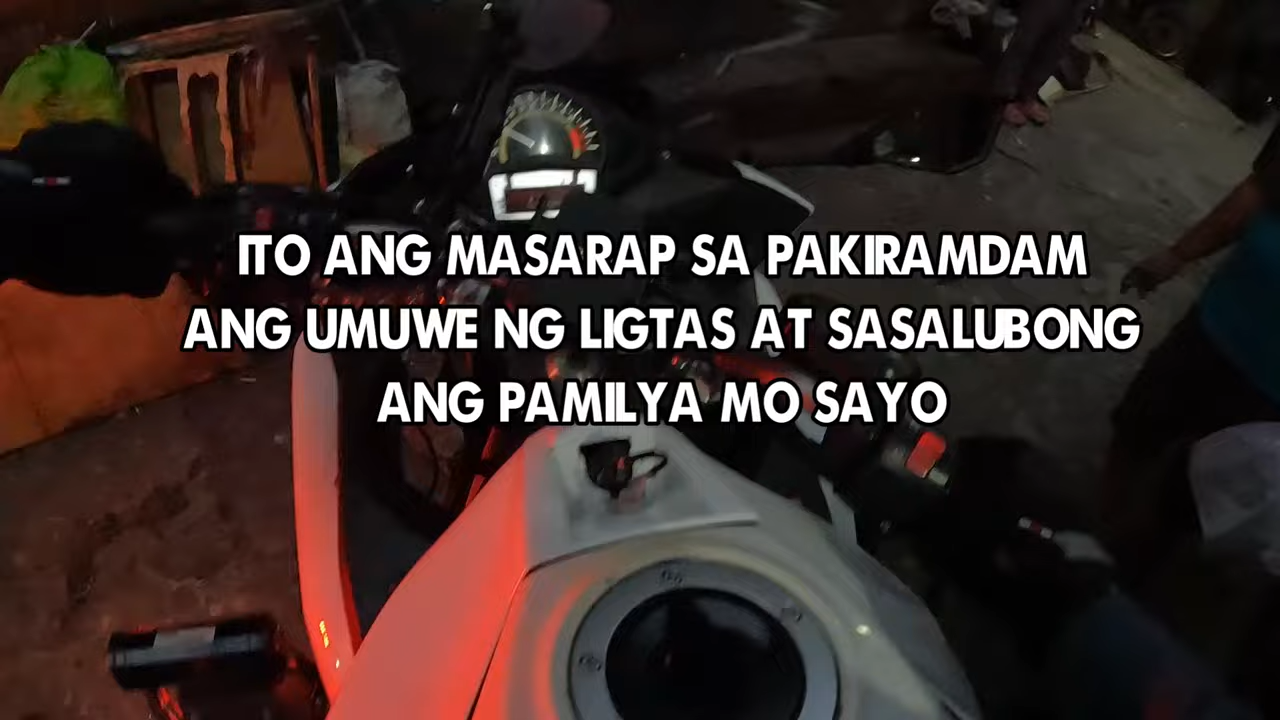 ITO ANG MASARAP SA PAKIRAMDAM
ANG UMUWE NG LIGTAS AT SASALUBONG
ANG PAMILYA MO SAYO